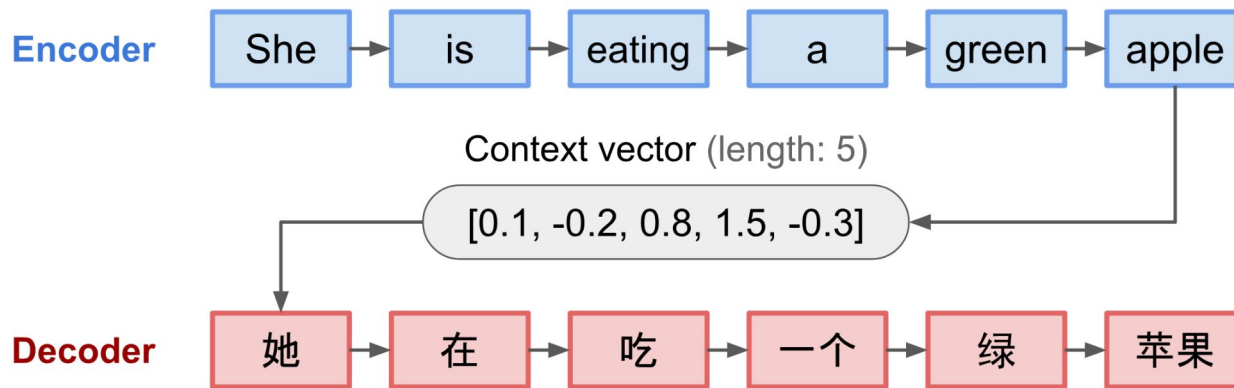 Encoder She is eating a green apple
Context vector (length: 5)
[0.1, -0.2, 0.8, 1.5, -0.3]
Decoder 她 在 吃 一个 绿 苹果